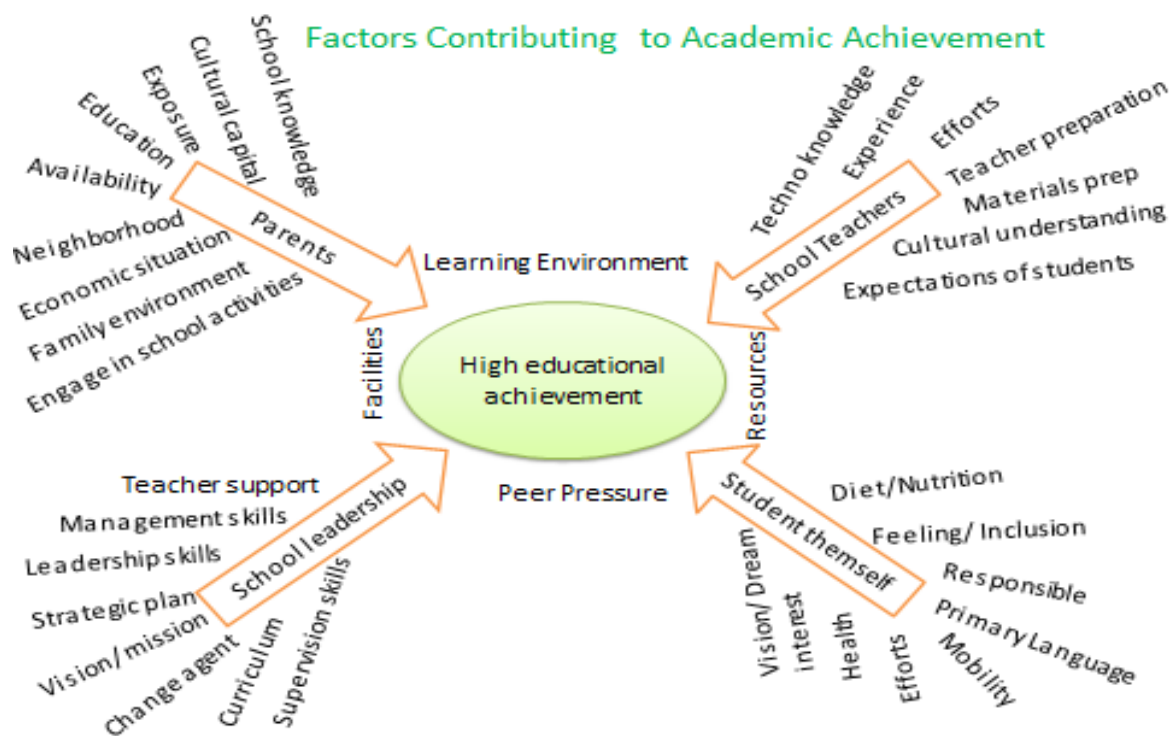 Factors Contributing to Academic Achievement
School knowledge
Cultural capital
Exposure
Education
Availability
Neighborhood
Economic situation
Family environment
Engage in school activities
Parents
Techno knowledge
Experience
Efforts
Teacher preparation
Materials prep
Cultural understanding
Expectations of students
School Teachers
Learning Environment
Facilities
High educational
achievement
Resources
Peer Pressure
Teacher support
Management skills
Leadership skills
Strategic plan
Vision/ mission
Change agent
Curriculum
Supervision skills
School leadership
Student themself
Diet/Nutrition
Feeling/ Inclusion
Responsible
Primary Language
Mobility
Efforts
Health
interest
Vision/ Dream